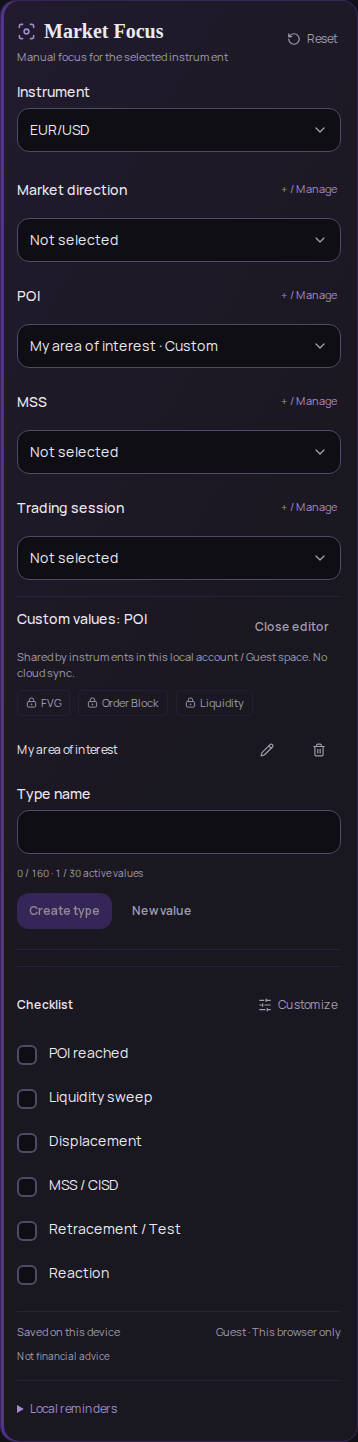 Market Focus
Reset
Manual focus for the selected instrument
Instrument
EUR/USD
Market direction
+ / Manage
Not selected
POI
+ / Manage
My area of interest · Custom
MSS
+ / Manage
Not selected
Trading session
+ / Manage
Not selected
Custom values: POI
Close editor
Shared by instruments in this local account / Guest space. No
cloud sync.
FVG
Order Block
Liquidity
My area of interest
Type name
0 / 160 · 1 / 30 active values
Create type
New value
Checklist
Customize
POI reached
Liquidity sweep
Displacement
MSS / CISD
Retracement / Test
Reaction
Saved on this device
Guest · This browser only
Not financial advice
Local reminders